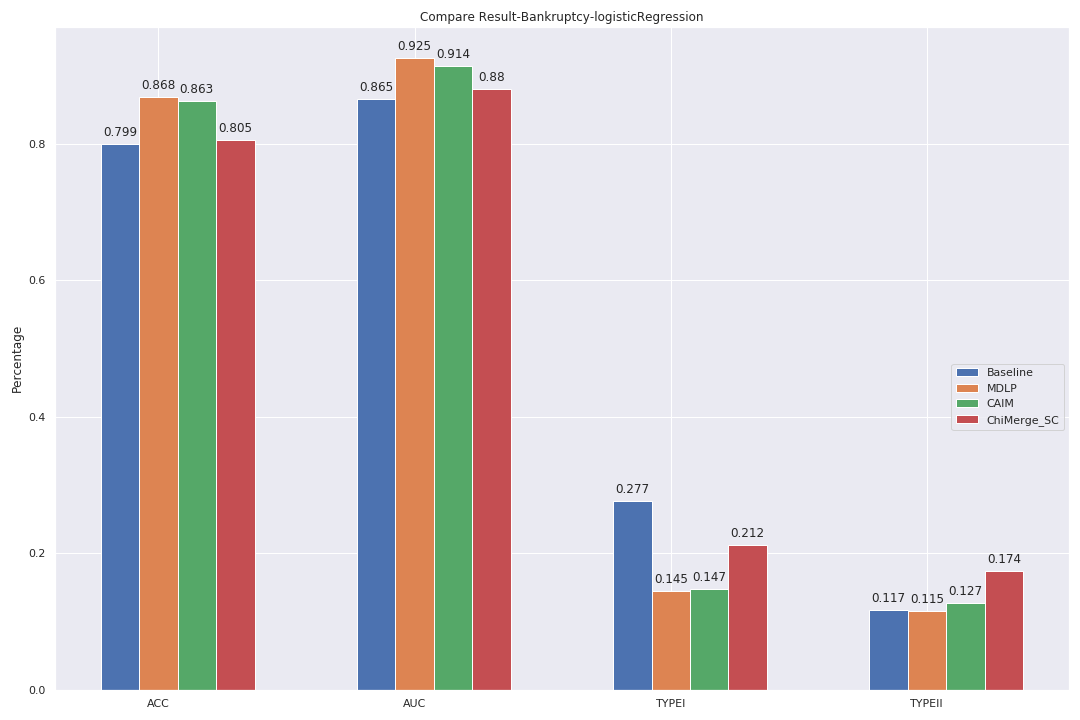 Compare Result-Bankruptcy-logisticRegression
Percentage
0.8
0.6
0.4
0.2
0.0
0.799
0.868
0.863
0.805
0.865
0.925
0.914
0.88
0.277
0.145
0.147
0.212
0.117
0.115
0.127
0.174
Baseline
MDLP
CAIM
ChiMerge_SC
ACC
AUC
TYPEI
TYPEII